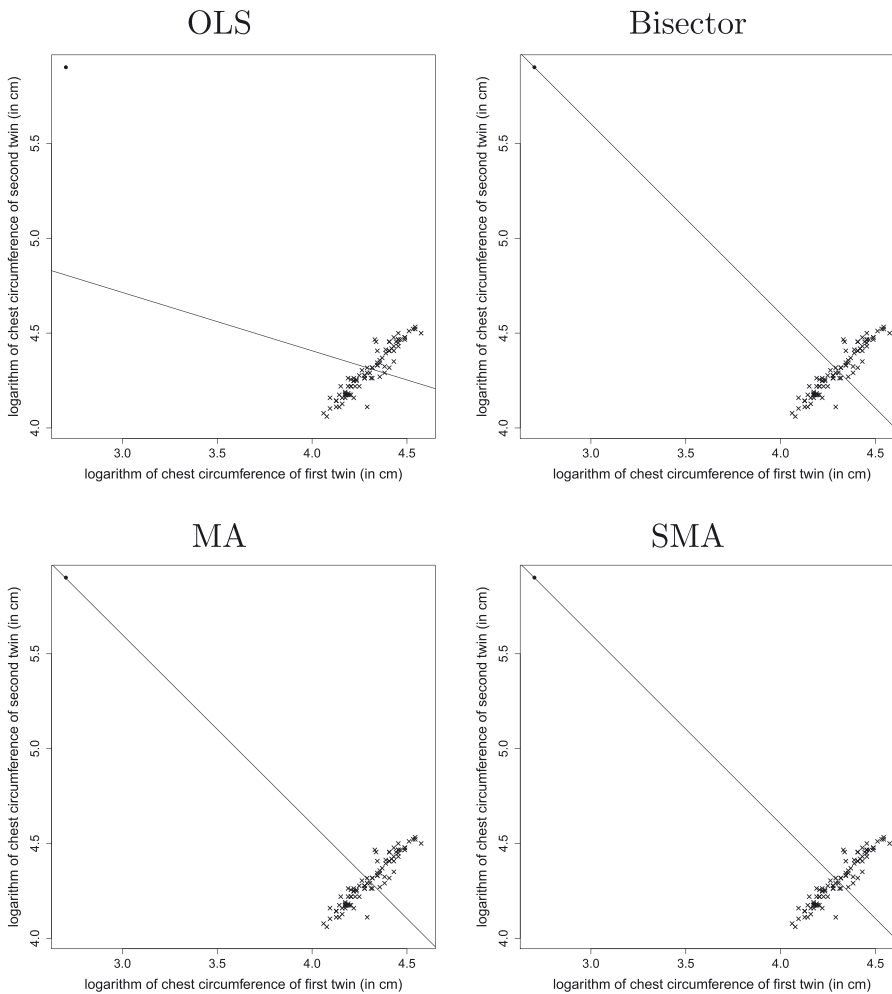 OLS
logarithm of chest circumference of second twin (in cm)
5.5
5.0
4.5
4.0
3.0 3.5 4.0 4.5
logarithm of chest circumference of first twin (in cm)
Bisector
logarithm of chest circumference of second twin (in cm)
5.5
5.0
4.5
4.0
3.0 3.5 4.0 4.5
logarithm of chest circumference of first twin (in cm)
MA
logarithm of chest circumference of second twin (in cm)
5.5
5.0
4.5
4.0
3.0 3.5 4.0 4.5
logarithm of chest circumference of first twin (in cm)
SMA
logarithm of chest circumference of second twin (in cm)
5.5
5.0
4.5
4.0
3.0 3.5 4.0 4.5
logarithm of chest circumference of first twin (in cm)